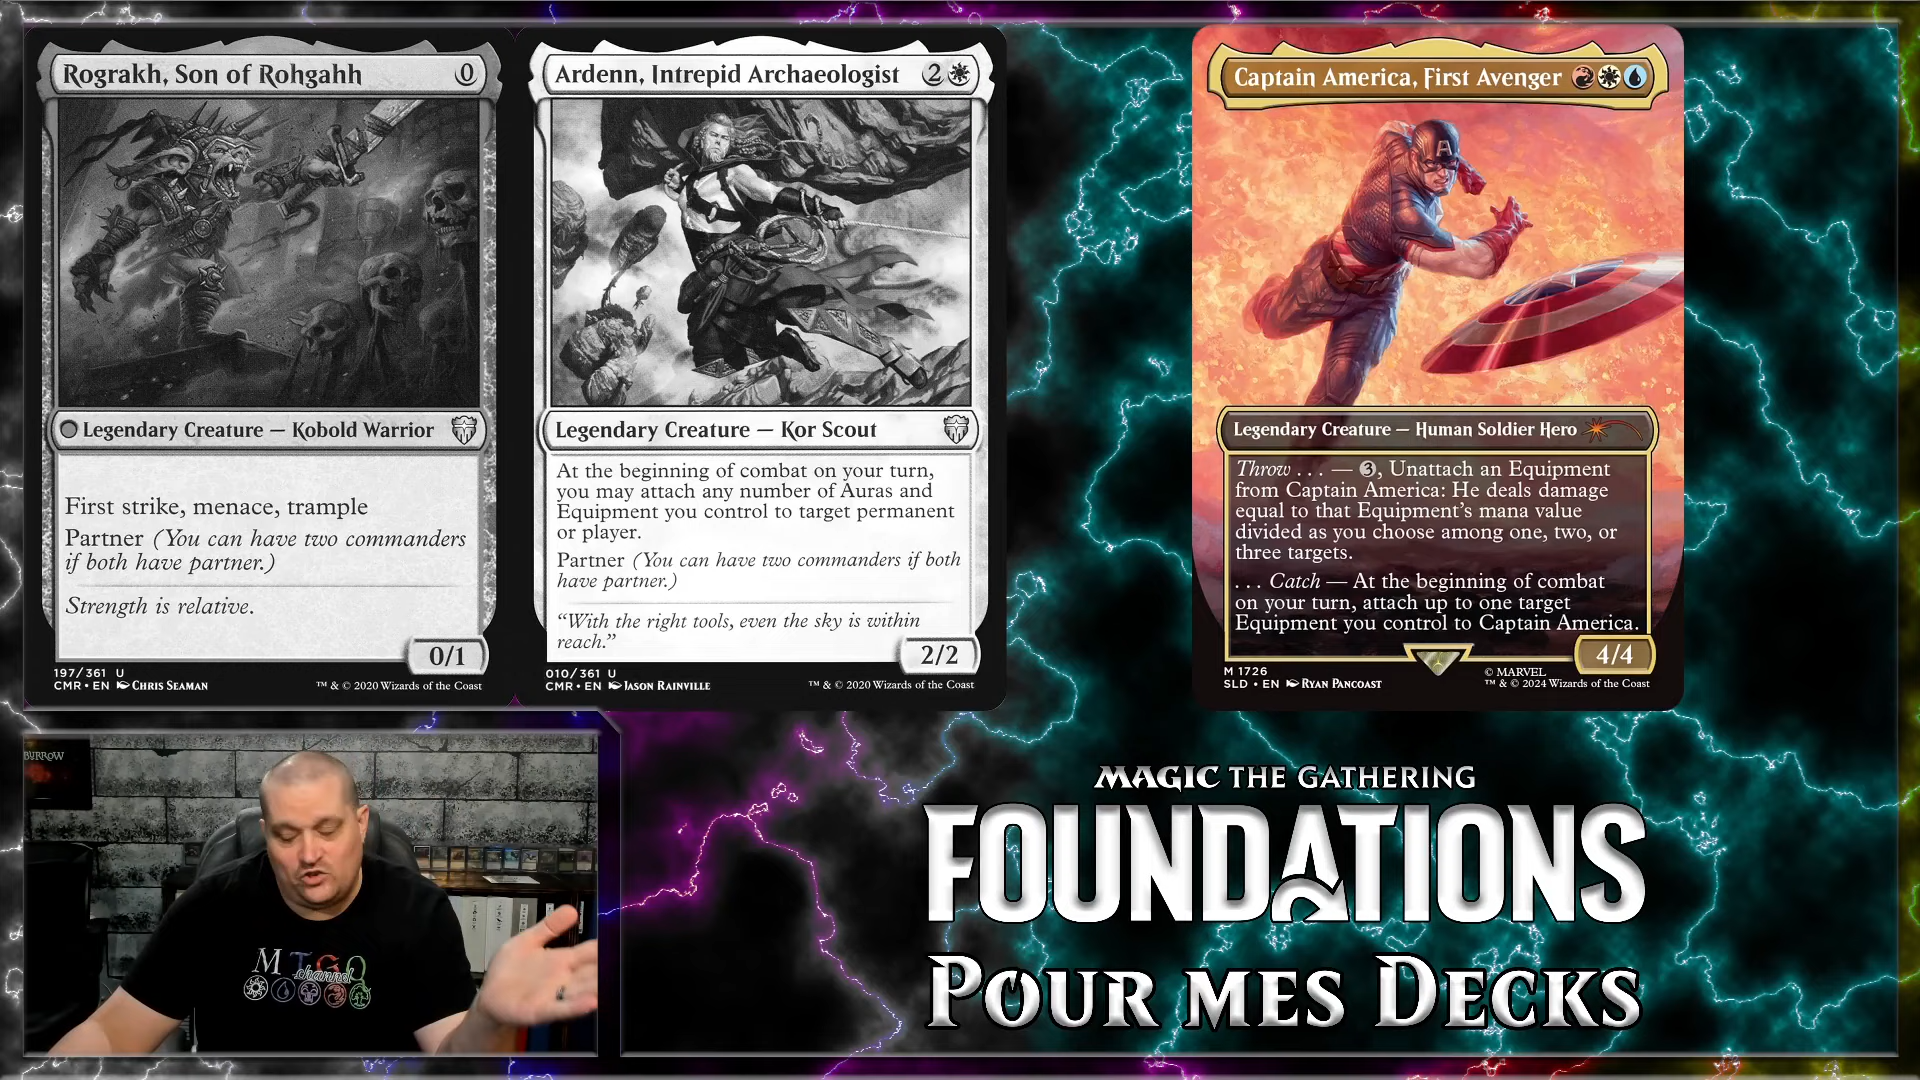 Rograkh, Son of Rohgahh 0
Legendary Creature — Kobold Warrior
First strike, menace, trample
Partner (You can have two commanders
if both have partner.)
Strength is relative.
0/1
197/361 U
CMR • EN Chris Seaman
™ & © 2020 Wizards of the Coast
Ardenn, Intrepid Archaeologist 2
Legendary Creature — Kor Scout
At the beginning of combat on your turn,
you may attach any number of Auras and
Equipment you control to target permanent
or player.
Partner (You can have two commanders if both
have partner.)
“With the right tools, even the sky is within
reach.”
2/2
010/361 U
CMR • EN Jason Rainville
™ & © 2020 Wizards of the Coast
Captain America, First Avenger
A
Legendary Creature — Human Soldier Hero
Throw . . . — 3, Unattach an Equipment
from Captain America: He deals damage
equal to that Equipment's mana value
divided as you choose among one, two, or
three targets.
. . . Catch — At the beginning of combat
on your turn, attach up to one target
Equipment you control to Captain America.
4/4
M 1726
SLD • EN Ryan Pancoast
© MARVEL
™ & © 2024 Wizards of the Coast
BURROW
MTGO
channel
MAGIC THE GATHERING
FOUNDATIONS
POUR MES DECKS